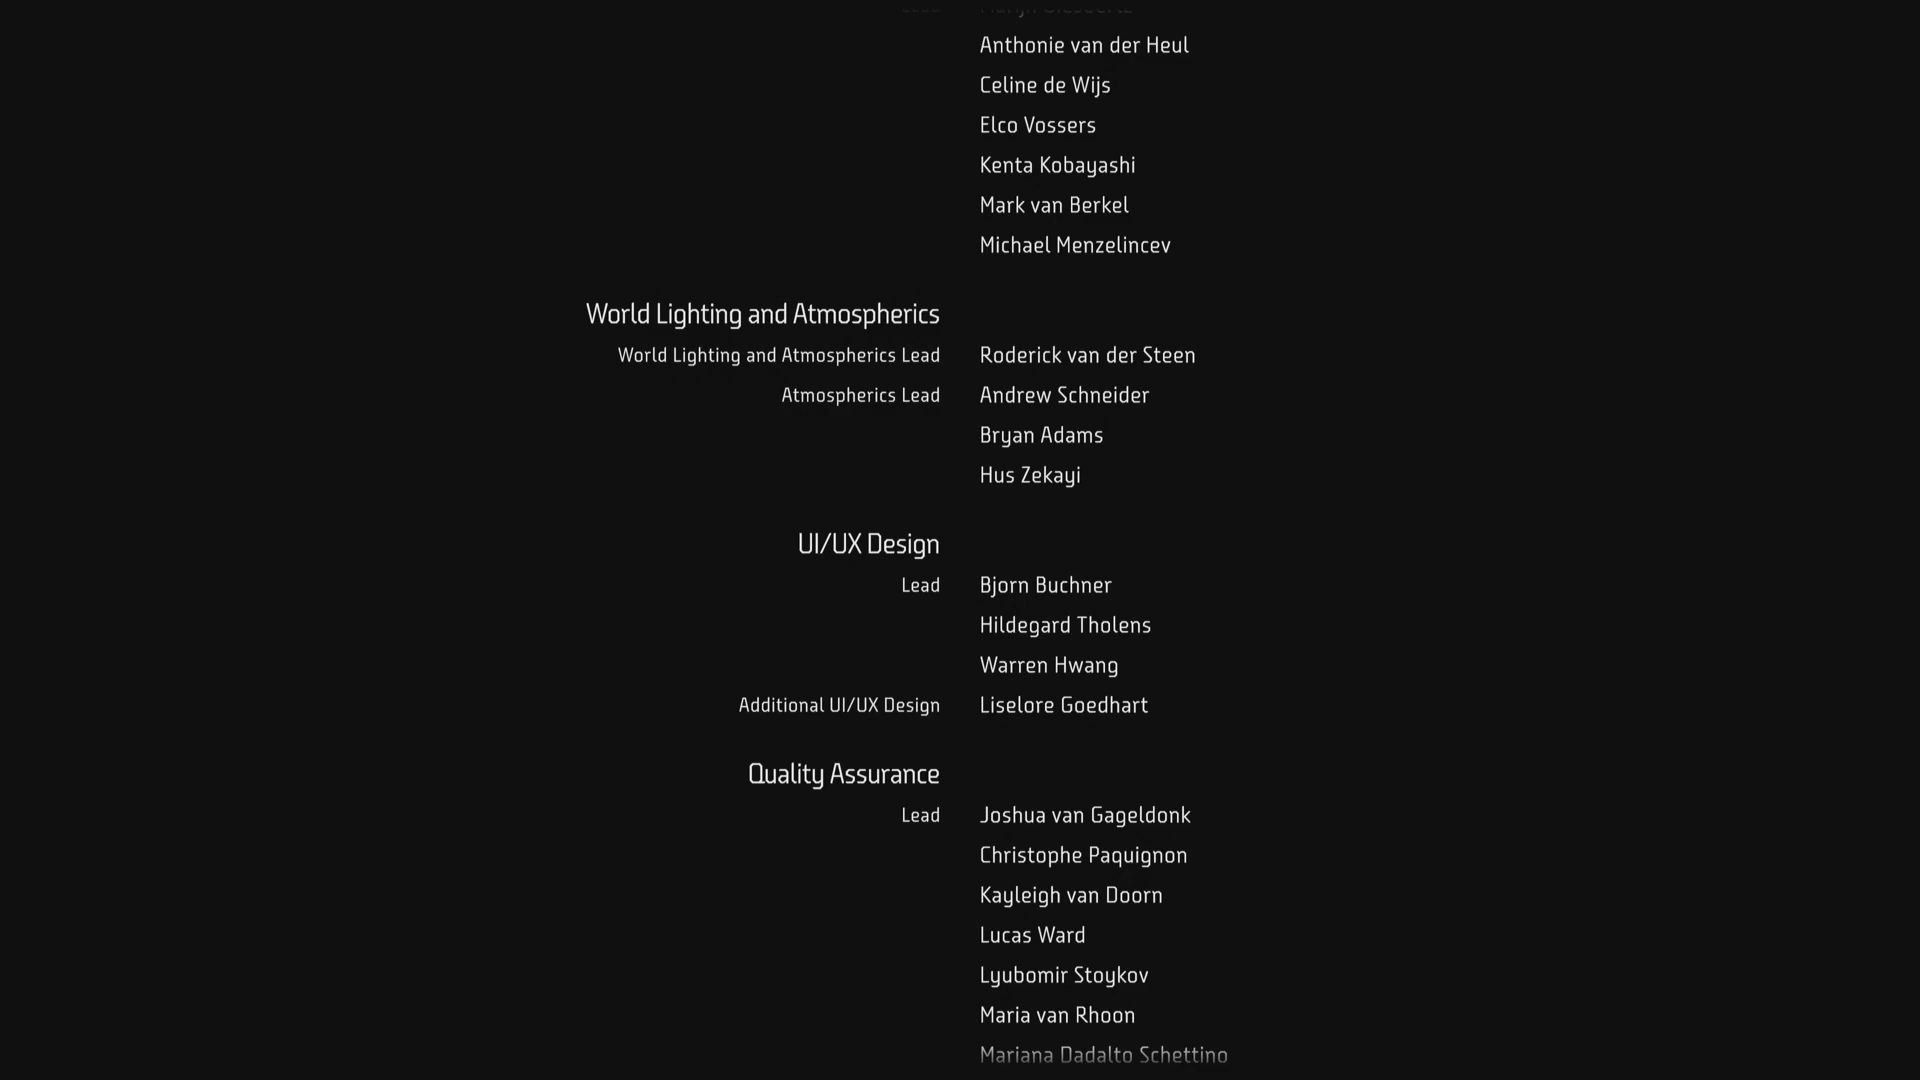 Lead
Anthonie van der Heul
Celine de Wijs
Elco Vossers
Kenta Kobayashi
Mark van Berkel
Michael Menzelincev
World Lighting and Atmospherics
World Lighting and Atmospherics Lead Roderick van der Steen
Atmospherics Lead Andrew Schneider
Bryan Adams
Hus Zekayi
UI/UX Design
Lead Bjorn Buchner
Hildegard Tholens
Warren Hwang
Additional UI/UX Design Liselore Goedhart
Quality Assurance
Lead Joshua van Gageldonk
Christophe Paquignon
Kayleigh van Doorn
Lucas Ward
Lyubomir Stoykov
Maria van Rhoon
Mariana Dadalto Schettino